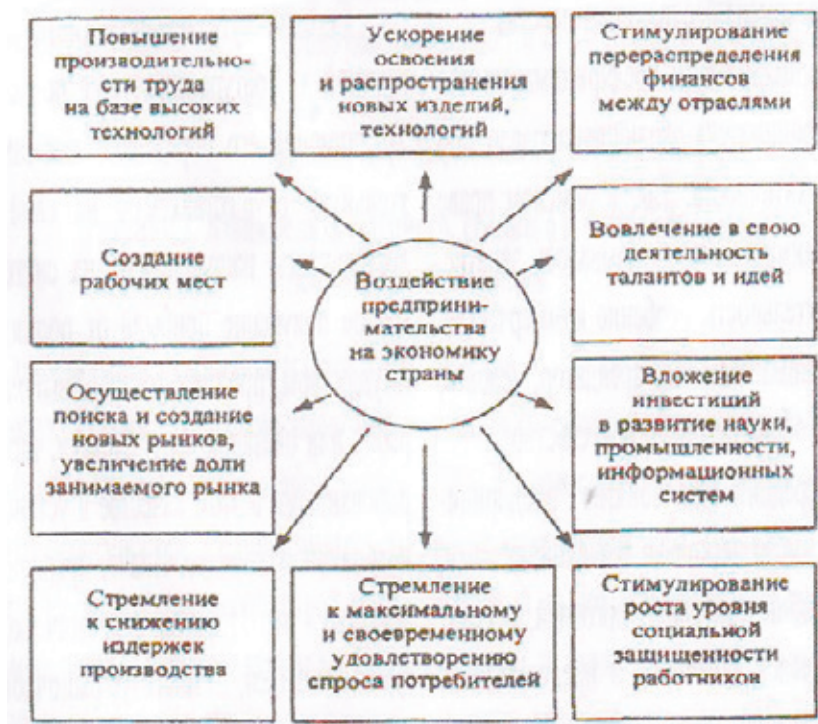 Повышение
производительно-
сти труда
на базе высоких
технологий
Ускорение
освоения
и распространения
новых изделий,
технологий
Стимулирование
перераспределения
финансов
между отраслями
Создание
рабочих мест
Воздействие
предприни-
мательства
на экономику
страны
Вовлечение в свою
деятельность
талантов и идей
Осуществление
поиска и создание
новых рынков,
увеличение доли
занимаемого рынка
Вложение
инвестиций
в развитие науки,
промышленности,
информационных
систем
Стремление
к снижению
издержек
производства
Стремление
к максимальному
и своевременному
удовлетворению
спроса потребителей
Стимулирование
роста уровня
социальной
защищенности
работников